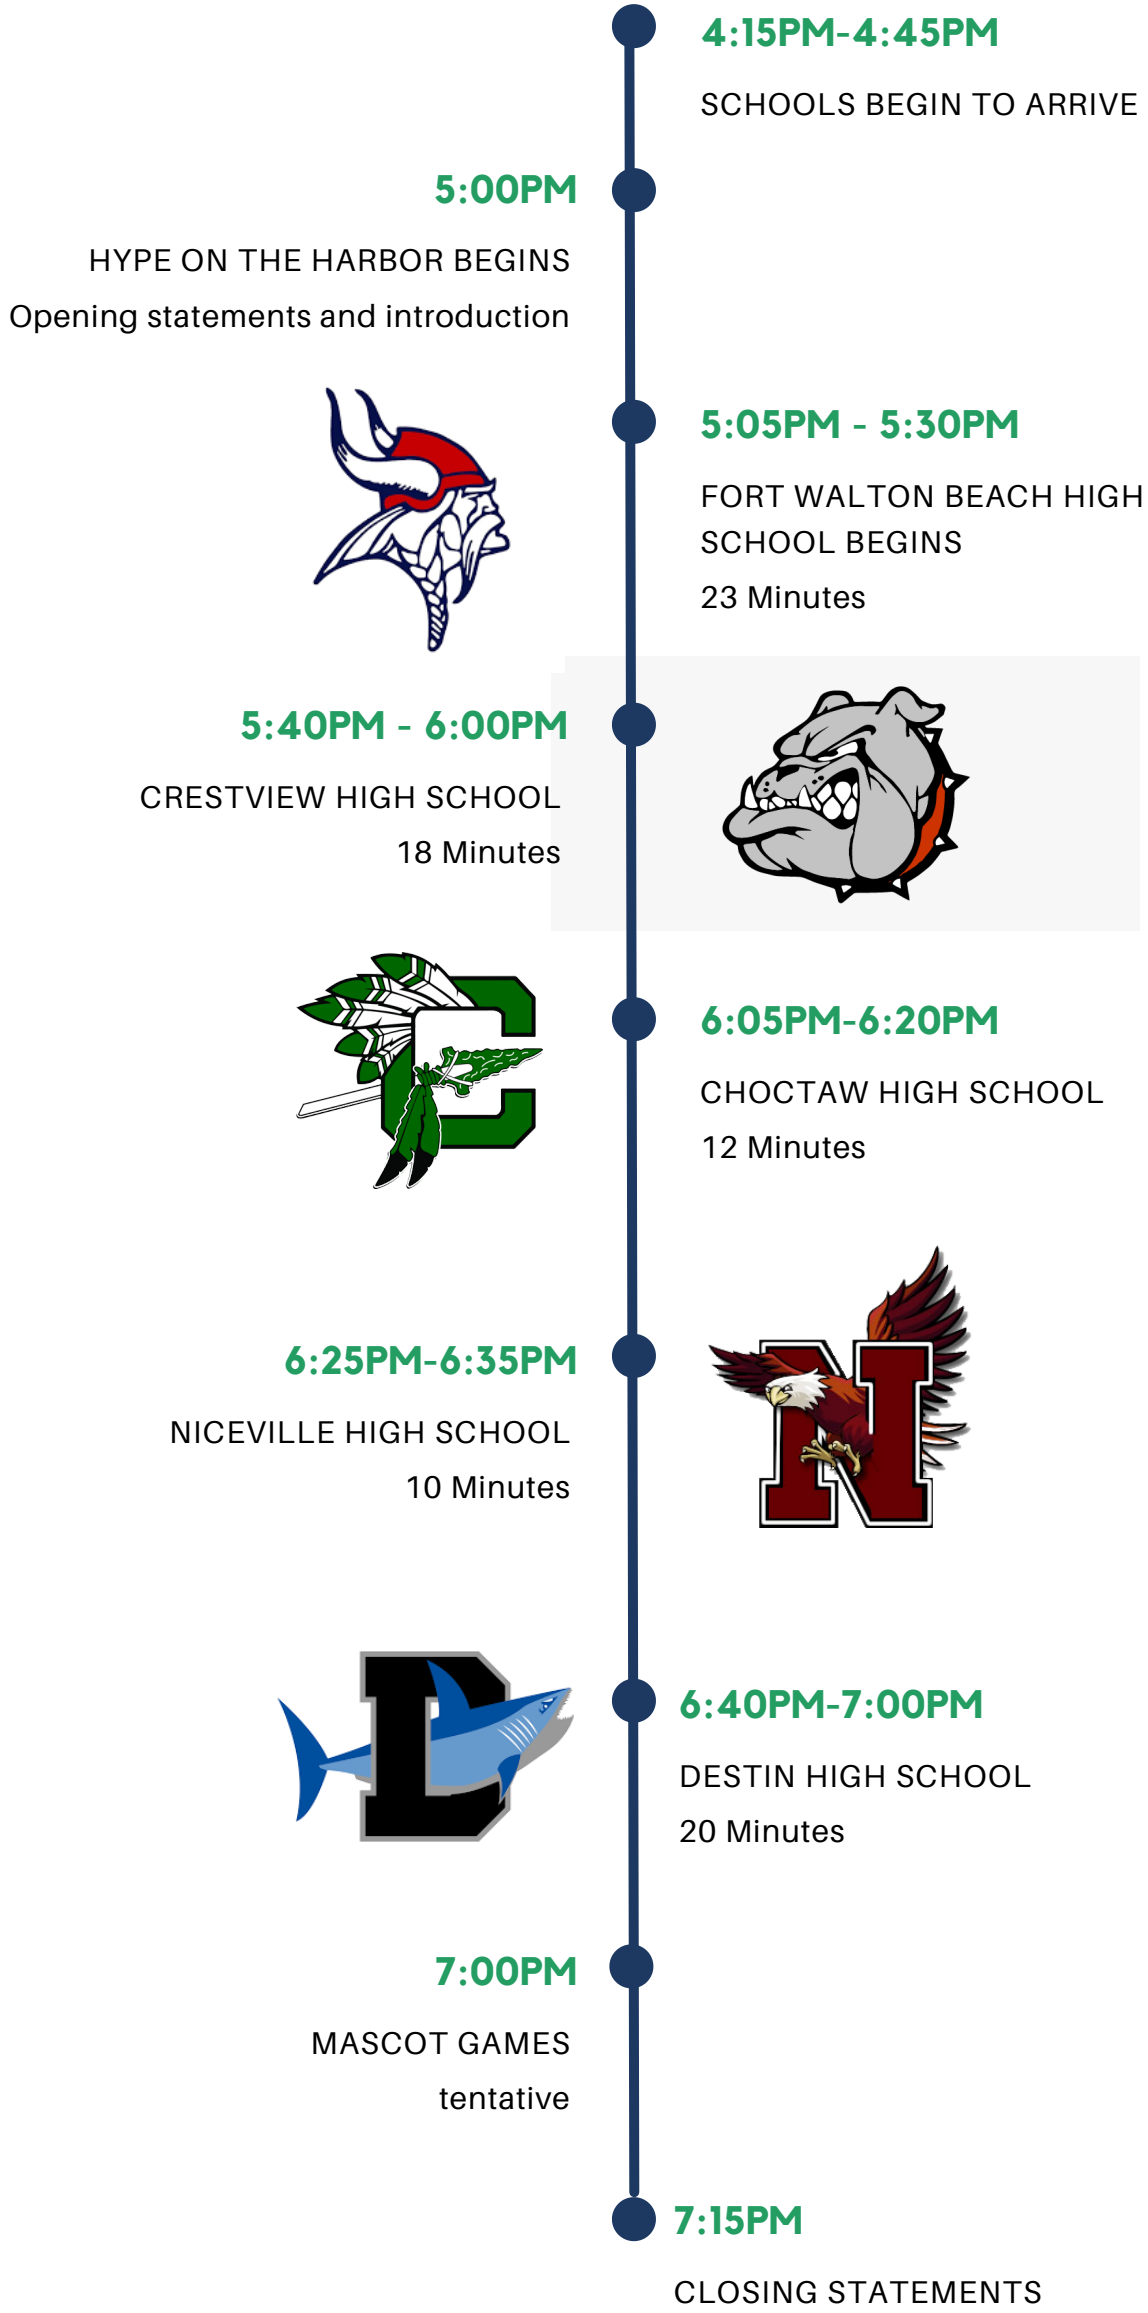 4:15PM-4:45PM
SCHOOLS BEGIN TO ARRIVE
5:00PM
HYPE ON THE HARBOR BEGINS
Opening statements and introduction
5:05PM - 5:30PM
FORT WALTON BEACH HIGH
SCHOOL BEGINS
23 Minutes
5:40PM - 6:00PM
CRESTVIEW HIGH SCHOOL
18 Minutes
C
6:05PM-6:20PM
CHOCTAW HIGH SCHOOL
12 Minutes
6:25PM-6:35PM
NICEVILLE HIGH SCHOOL
10 Minutes
N
D
6:40PM-7:00PM
DESTIN HIGH SCHOOL
20 Minutes
7:00PM
MASCOT GAMES
tentative
7:15PM
CLOSING STATEMENTS